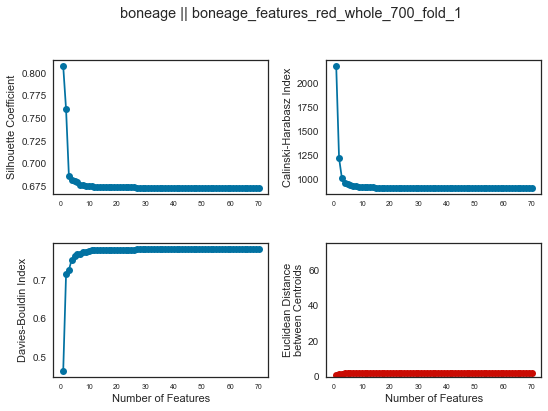 boneage || boneage_features_red_whole_700_fold_1
Silhouette Coefficient
0.800
0.775
0.750
0.725
0.700
0.675
0 10 20 30 40 50 60 70
Calinski-Harabasz Index
2000
1750
1500
1250
1000
0 10 20 30 40 50 60 70
Davies-Bouldin Index
0.7
0.6
0.5
0 10 20 30 40 50 60 70
Number of Features
Euclidean Distance
between Centroids
60
40
20
0
0 10 20 30 40 50 60 70
Number of Features